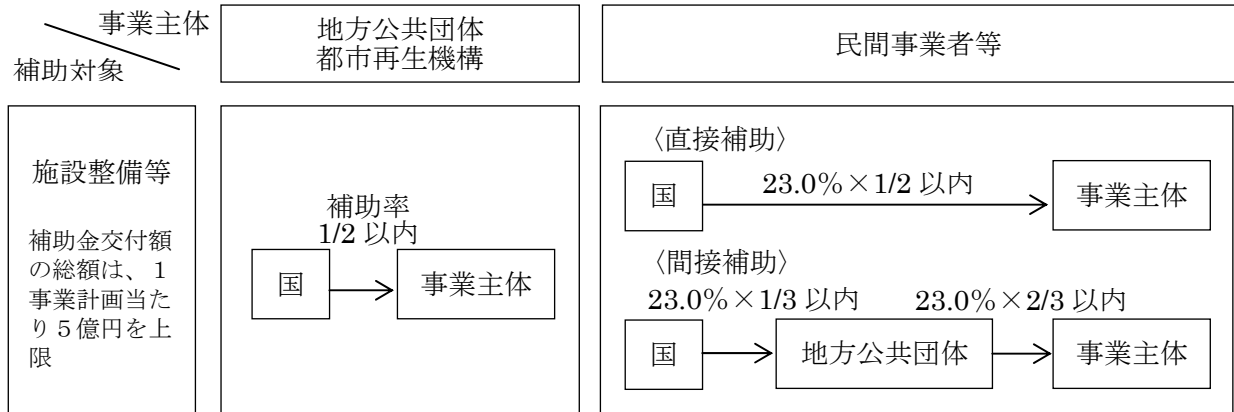 事業主体
補助対象
地方公共団体
都市再生機構
民間事業者等
施設整備等
補助金交付額
の総額は、１
事業計画当た
り５億円を上
限
補助率
1/2 以内
国
事業主体
〈直接補助〉
国
23.0％×1/2 以内
事業主体
〈間接補助〉
23.0％×1/3 以内
23.0％×2/3 以内
国
地方公共団体
事業主体